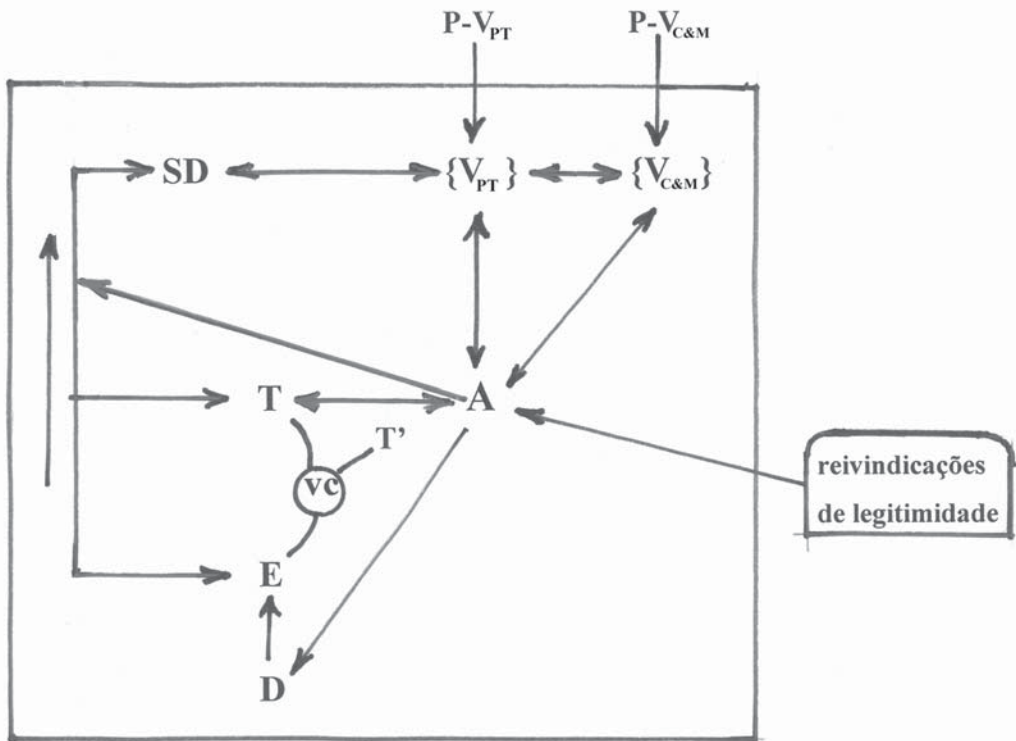 P-V_PT P-V_C&M
SD {V_PT} {V_C&M}
T A
T'
vc
reivindicações
de legitimidade
E
D